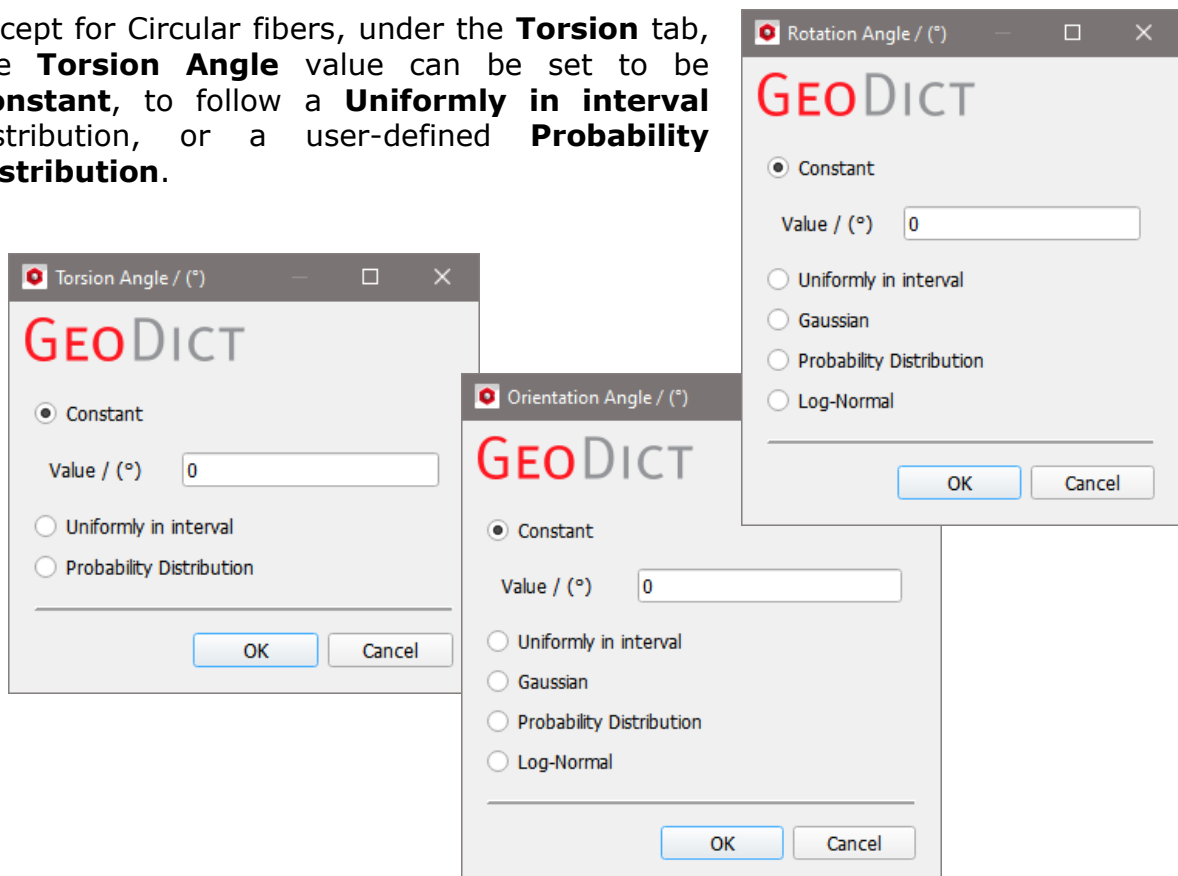 cept for Circular fibers, under the Torsion tab,
e Torsion Angle value can be set to be
onstant, to follow a Uniformly in interval
stribution, or a user-defined Probability
istribution.
Rotation Angle / (°)
GEODICT
Constant
Value / (°) 0
Uniformly in interval
Gaussian
Probability Distribution
Log-Normal
OK Cancel
Torsion Angle / (°)
GEODICT
Constant
Value / (°) 0
Uniformly in interval
Probability Distribution
OK Cancel
Orientation Angle / (°)
GEODICT
Constant
Value / (°) 0
Uniformly in interval
Gaussian
Probability Distribution
Log-Normal
OK Cancel